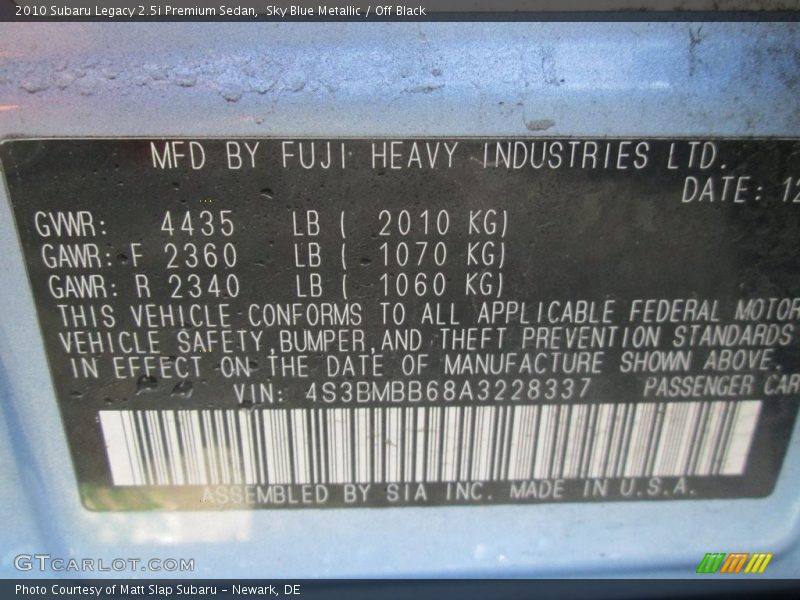 2010 Subaru Legacy 2.5i Premium Sedan, Sky Blue Metallic / Off Black
MFD BY FUJI HEAVY INDUSTRIES LTD.
DATE: 12
GVWR: 4435 LB ( 2010 KG)
GAWR: F 2360 LB ( 1070 KG)
GAWR: R 2340 LB ( 1060 KG)
THIS VEHICLE CONFORMS TO ALL APPLICABLE FEDERAL MOTOR
VEHICLE SAFETY,BUMPER,AND THEFT PREVENTION STANDARDS
IN EFFECT ON THE DATE OF MANUFACTURE SHOWN ABOVE.
VIN: 4S3BMBB68A3228337 PASSENGER CAR
ASSEMBLED BY SIA INC. MADE IN U.S.A.
GTCARLOT.COM
Photo Courtesy of Matt Slap Subaru - Newark, DE